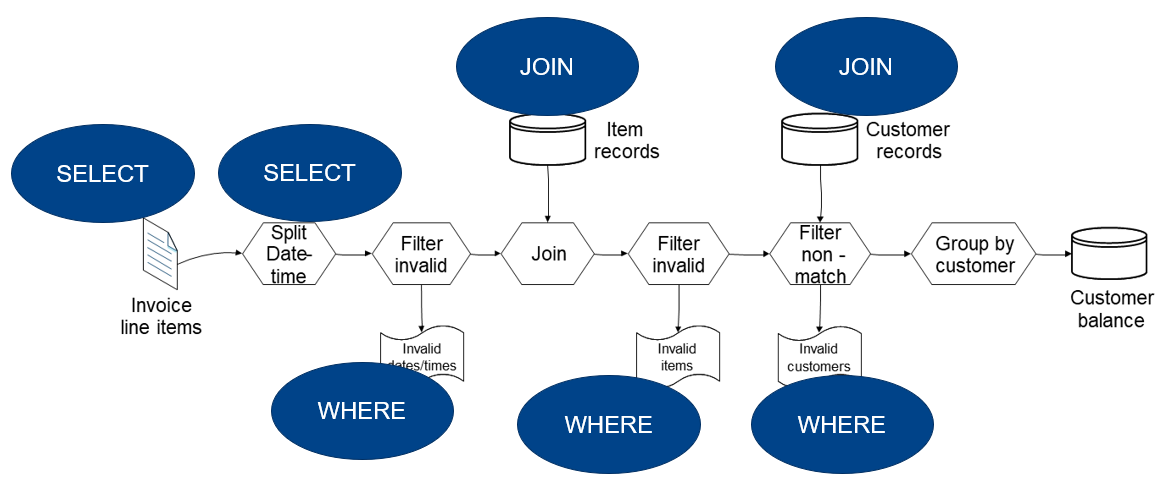 JOIN
JOIN
Item
records
Customer
records
SELECT
SELECT
Split
Date-
time
Filter
invalid
Join
Filter
invalid
Filter
non -
match
Group by
customer
Invoice
line items
Customer
balance
Invalid
dates/times
Invalid
items
Invalid
customers
WHERE
WHERE
WHERE